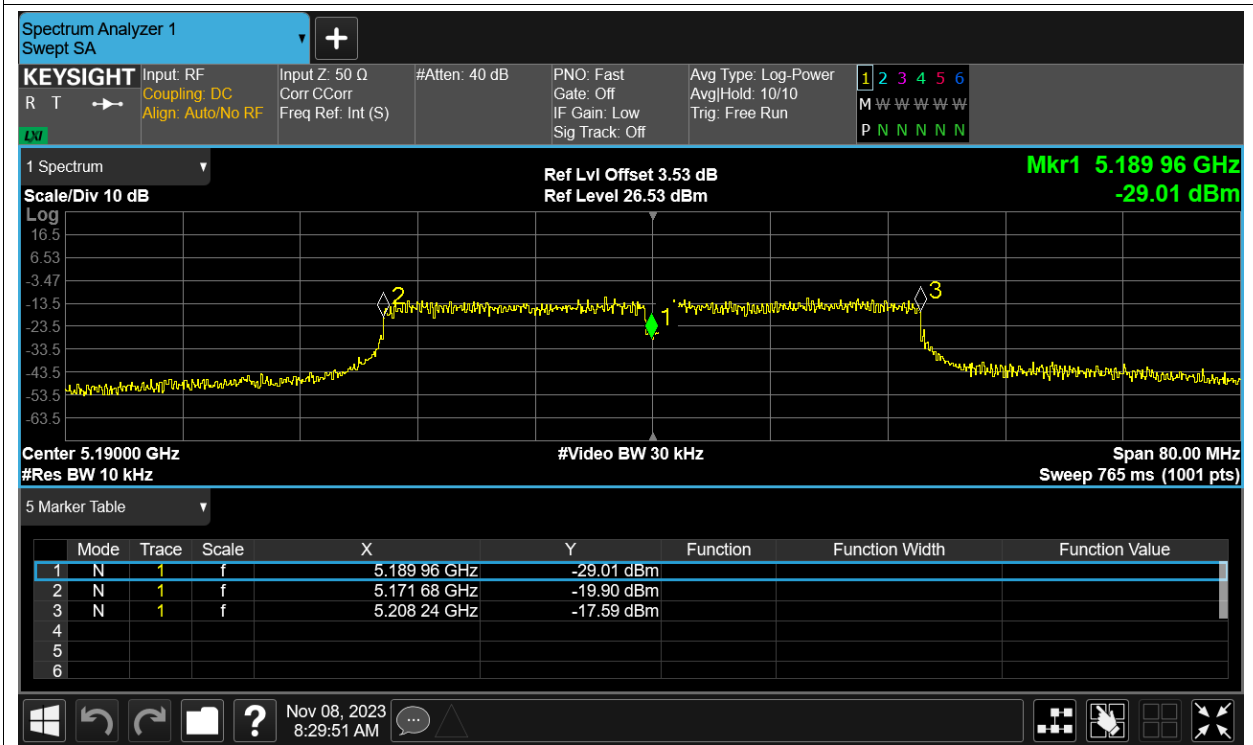 Spectrum Analyzer 1
Swept SA
+
KEYSIGHT Input: RF Input Z: 50 Ω #Atten: 40 dB PNO: Fast Avg Type: Log-Power 1 2 3 4 5 6
R T Coupling: DC Corr CCorr Gate: Off Avg|Hold: 10/10 M W W W W W
Align: Auto/No RF Freq Ref: Int (S) IF Gain: Low Trig: Free Run
LXI Sig Track: Off P N N N N N
1 Spectrum Ref Lvl Offset 3.53 dB Mkr1 5.189 96 GHz
Scale/Div 10 dB Ref Level 26.53 dBm -29.01 dBm
Log
16.5
6.53
-3.47
2 3
-13.5
1
-23.5
-33.5
-43.5
-53.5
-63.5
Center 5.19000 GHz #Video BW 30 kHz Span 80.00 MHz
#Res BW 10 kHz Sweep 765 ms (1001 pts)
5 Marker Table
Mode Trace Scale X Y Function Function Width Function Value
1 N 1 f 5.189 96 GHz -29.01 dBm
2 N 1 f 5.171 68 GHz -19.90 dBm
3 N 1 f 5.208 24 GHz -17.59 dBm
4
5
6
? Nov 08, 2023
8:29:51 AM